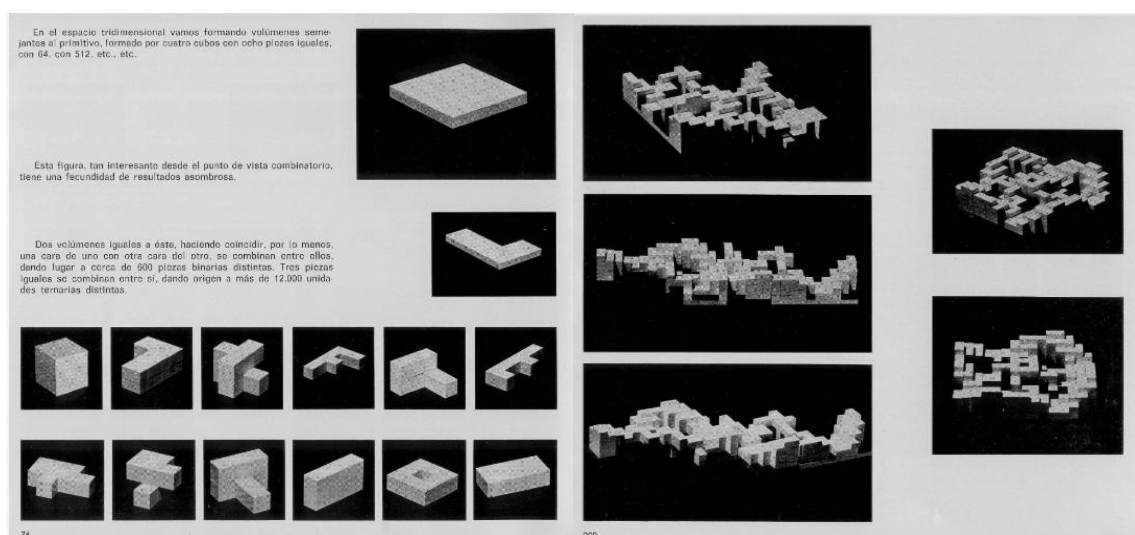 En el espacio tridimensional vamos formando volúmenes seme-
jantes al primitivo, formado por cuatro cubos con ocho piezas iguales,
con 64, con 512, etc., etc.
Esta figura, tan interesante desde el punto de vista combinatorio,
tiene una fecundidad de resultados asombrosa.
Dos volúmenes iguales a éste, haciendo coincidir, por lo menos,
una cara de uno con otra cara del otro, se combinan entre ellos,
dando lugar a cerca de 600 piezas binarias distintas. Tres piezas
iguales se combinan entre sí, dando origen a más de 12.000 unida-
des ternarias distintas.